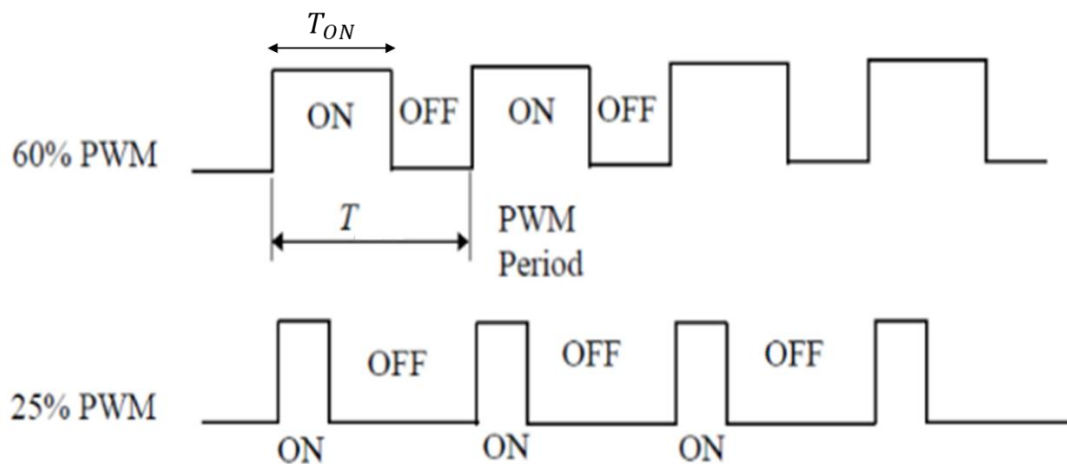 T_ON
ON OFF ON OFF
60% PWM
T PWM
Period
OFF OFF OFF
25% PWM
ON ON ON